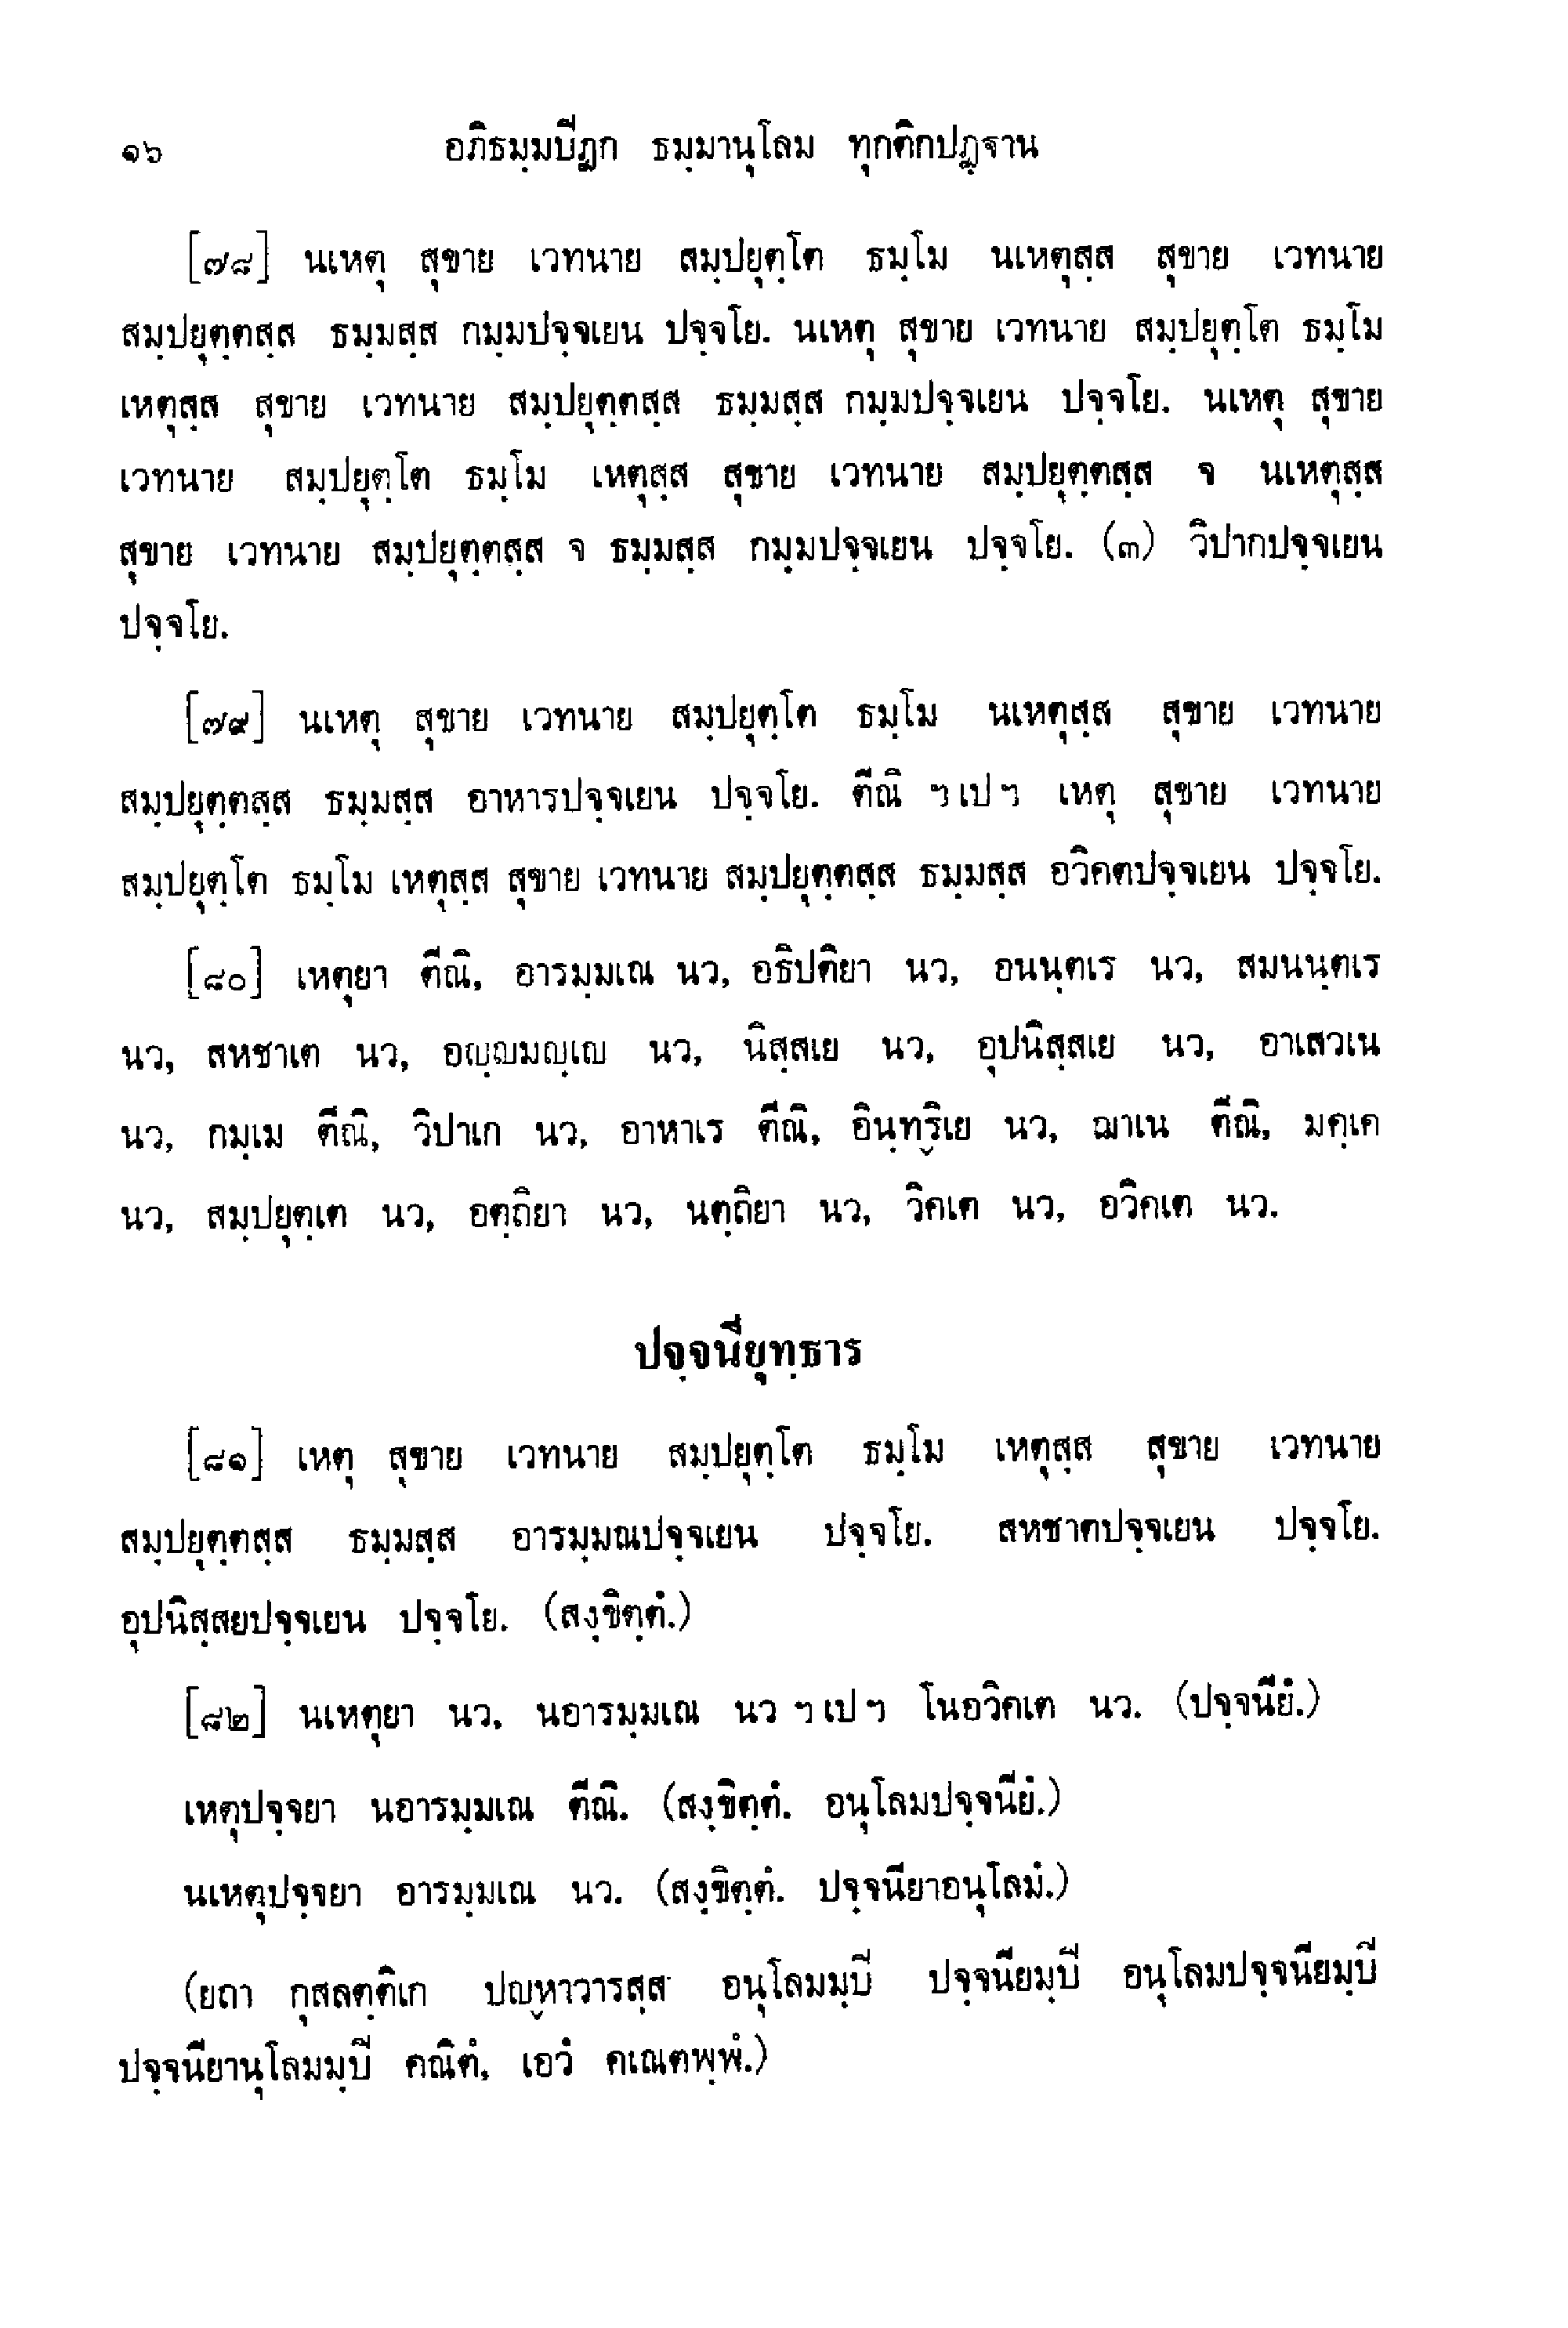 ๑๖ อภิธมฺมปีฏก ธมฺมานุโลม ทุกติกปฏฺฐาน
[๗๘] นเหตุ สุขาย เวทนาย สมฺปยุตฺโต ธมฺโม นเหตุสฺส สุขาย เวทนาย
สมฺปยุตฺตสฺส ธมฺมสฺส กมฺมปจฺจเยน ปจฺจโย. นเหตุ สุขาย เวทนาย สมฺปยุตฺโต ธมฺโม
เหตุสฺส สุขาย เวทนาย สมฺปยุตฺตสฺส ธมฺมสฺส กมฺมปจฺจเยน ปจฺจโย. นเหตุ สุขาย
เวทนาย สมฺปยุตฺโต ธมฺโม เหตุสฺส สุขาย เวทนาย สมฺปยุตฺตสฺส จ นเหตุสฺส
สุขาย เวทนาย สมฺปยุตฺตสฺส จ ธมฺมสฺส กมฺมปจฺจเยน ปจฺจโย. (๓) วิปากปจฺจเยน
ปจฺจโย.
[๗๙] นเหตุ สุขาย เวทนาย สมฺปยุตฺโต ธมฺโม นเหตุสฺส สุขาย เวทนาย
สมฺปยุตฺตสฺส ธมฺมสฺส อาหารปจฺจเยน ปจฺจโย. ตีณิ ฯ เป ฯ เหตุ สุขาย เวทนาย
สมฺปยุตฺโต ธมฺโม เหตุสฺส สุขาย เวทนาย สมฺปยุตฺตสฺส ธมฺมสฺส อวิคตปจฺจเยน ปจฺจโย.
[๘๐] เหตุยา ตีณิ, อารมฺมเณ นว, อธิปติยา นว, อนนฺตเร นว, สมนนฺตเร
นว, สหชาเต นว, อญฺญมญฺเญ นว, นิสฺสเย นว, อุปนิสฺสเย นว, อาเสวเน
นว, กมฺเม ตีณิ, วิปาเก นว, อาหาเร ตีณิ, อินฺทฺริเย นว, ฌาเน ตีณิ, มคฺเค
นว, สมฺปยุตฺเต นว, อตฺถิยา นว, นตฺถิยา นว, วิคเต นว, อวิคเต นว.
ปจฺจนียุทฺธาร
[๘๑] เหตุ สุขาย เวทนาย สมฺปยุตฺโต ธมฺโม เหตุสฺส สุขาย เวทนาย
สมฺปยุตฺตสฺส ธมฺมสฺส อารมฺมณปจฺจเยน ปจฺจโย. สหชาตปจฺจเยน ปจฺจโย.
อุปนิสฺสยปจฺจเยน ปจฺจโย. (สงฺขิตฺตํ.)
[๘๒] นเหตุยา นว, นอารมฺมเณ นว ฯ เป ฯ โนอวิคเต นว. (ปจฺจนียํ.)
เหตุปจฺจยา นอารมฺมเณ ตีณิ. (สงฺขิตฺตํ. อนุโลมปจฺจนียํ.)
นเหตุปจฺจยา อารมฺมเณ นว. (สงฺขิตฺตํ. ปจฺจนียาอนุโลมํ.)
(ยถา กุสลตฺติเก ปญฺหาวารสฺส อนุโลมมฺปี ปจฺจนียมฺปี อนุโลมปจฺจนียมฺปี
ปจฺจนียานุโลมมฺปี คณิตํ, เอวํ คเณตพฺพํ.)